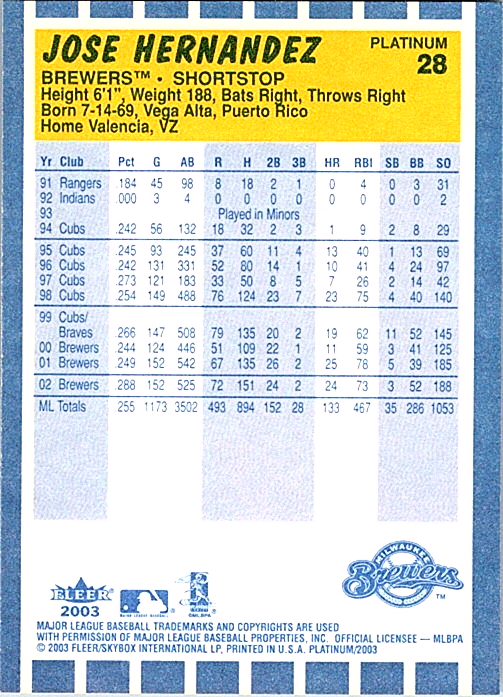 JOSE HERNANDEZ
PLATINUM
28
BREWERS™ • SHORTSTOP
Height 6'1", Weight 188, Bats Right, Throws Right
Born 7-14-69, Vega Alta, Puerto Rico
Home Valencia, VZ
Yr Club Pct G AB R H 2B 3B HR RBI SB BB SO
91 Rangers .184 45 98 8 18 2 1 0 4 0 3 31
92 Indians .000 3 4 0 0 0 0 0 0 0 0 2
93 Played in Minors
94 Cubs .242 56 132 18 32 2 3 1 9 2 8 29
95 Cubs .245 93 245 37 60 11 4 13 40 1 13 69
96 Cubs .242 131 331 52 80 14 1 10 41 4 24 97
97 Cubs .273 121 183 33 50 8 5 7 26 2 14 42
98 Cubs .254 149 488 76 124 23 7 23 75 4 40 140
99 Cubs/
Braves .266 147 508 79 135 20 2 19 62 11 52 145
00 Brewers .244 124 446 51 109 22 1 11 59 3 41 125
01 Brewers .249 152 542 67 135 26 2 25 78 5 39 185
02 Brewers .288 152 525 72 151 24 2 24 73 3 52 188
ML Totals .255 1173 3502 493 894 152 28 133 467 35 286 1053
FLEER
2003
MAJOR LEAGUE BASEBALL
MILWAUKEE
Brewers
™
MAJOR LEAGUE BASEBALL TRADEMARKS AND COPYRIGHTS ARE USED
WITH PERMISSION OF MAJOR LEAGUE BASEBALL PROPERTIES, INC. OFFICIAL LICENSEE — MLBPA
© 2003 FLEER/SKYBOX INTERNATIONAL LP, PRINTED IN U.S.A. PLATINUM/2003